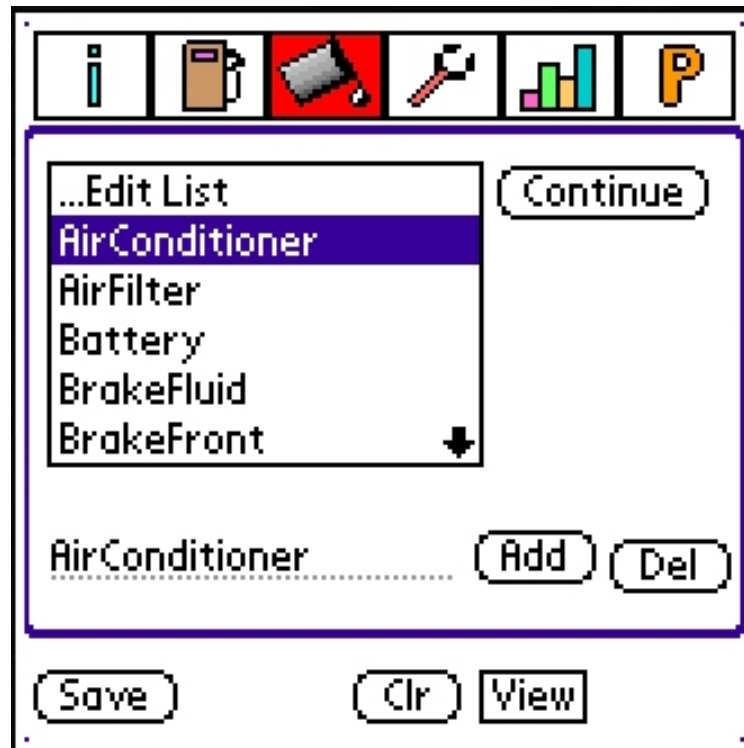 i P
...Edit List
Continue
AirConditioner
AirFilter
Battery
BrakeFluid
BrakeFront
AirConditioner
Add
Del
Save
Clr
View